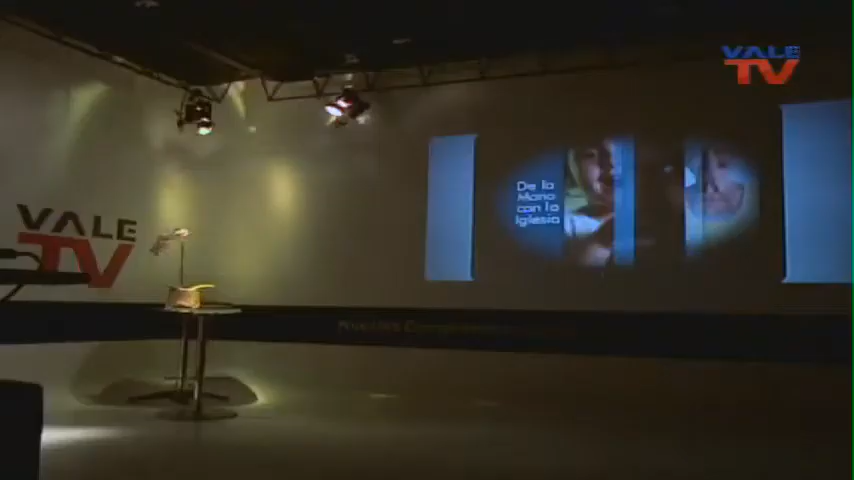 VALE
TV
De la
Mano
con la
Iglesia
VALE
TV